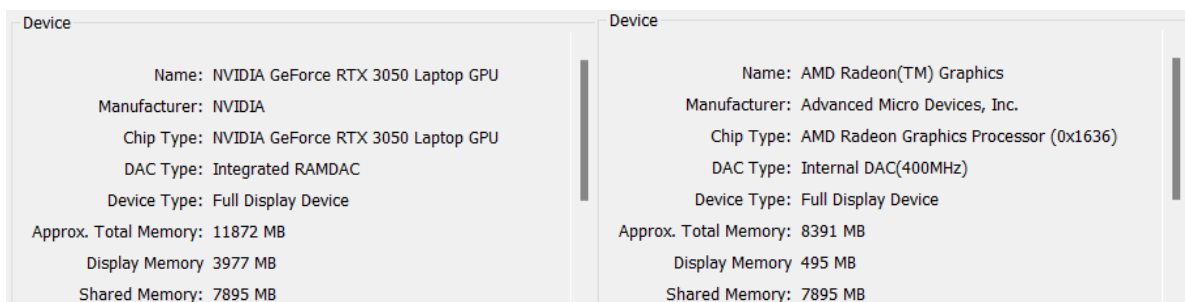 Device
Name: NVIDIA GeForce RTX 3050 Laptop GPU
Manufacturer: NVIDIA
Chip Type: NVIDIA GeForce RTX 3050 Laptop GPU
DAC Type: Integrated RAMDAC
Device Type: Full Display Device
Approx. Total Memory: 11872 MB
Display Memory 3977 MB
Shared Memory: 7895 MB
Device
Name: AMD Radeon(TM) Graphics
Manufacturer: Advanced Micro Devices, Inc.
Chip Type: AMD Radeon Graphics Processor (0x1636)
DAC Type: Internal DAC(400MHz)
Device Type: Full Display Device
Approx. Total Memory: 8391 MB
Display Memory 495 MB
Shared Memory: 7895 MB